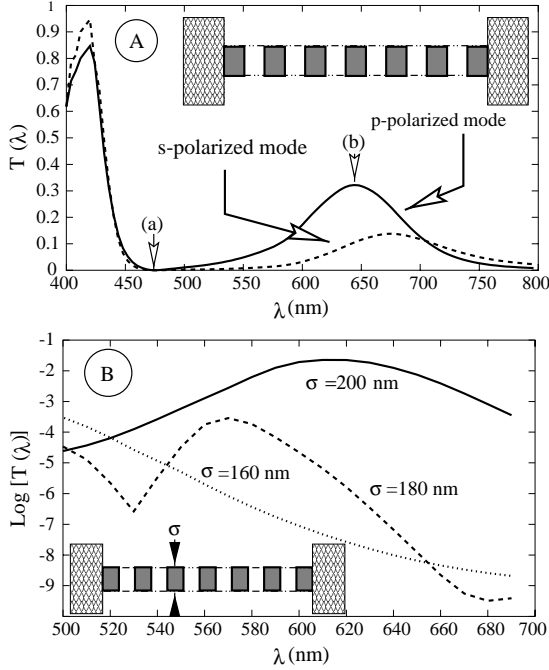 A
T (λ)
1
0.9
0.8
0.7
0.6
0.5
0.4
0.3
0.2
0.1
0
p-polarized mode
s-polarized mode
(b)
(a)
400 450 500 550 600 650 700 750 800
λ (nm)
B
Log [T (λ)]
-1
-2
-3
-4
-5
-6
-7
-8
-9
σ = 200 nm
σ = 160 nm
σ = 180 nm
σ
500 520 540 560 580 600 620 640 660 680 700
λ (nm)